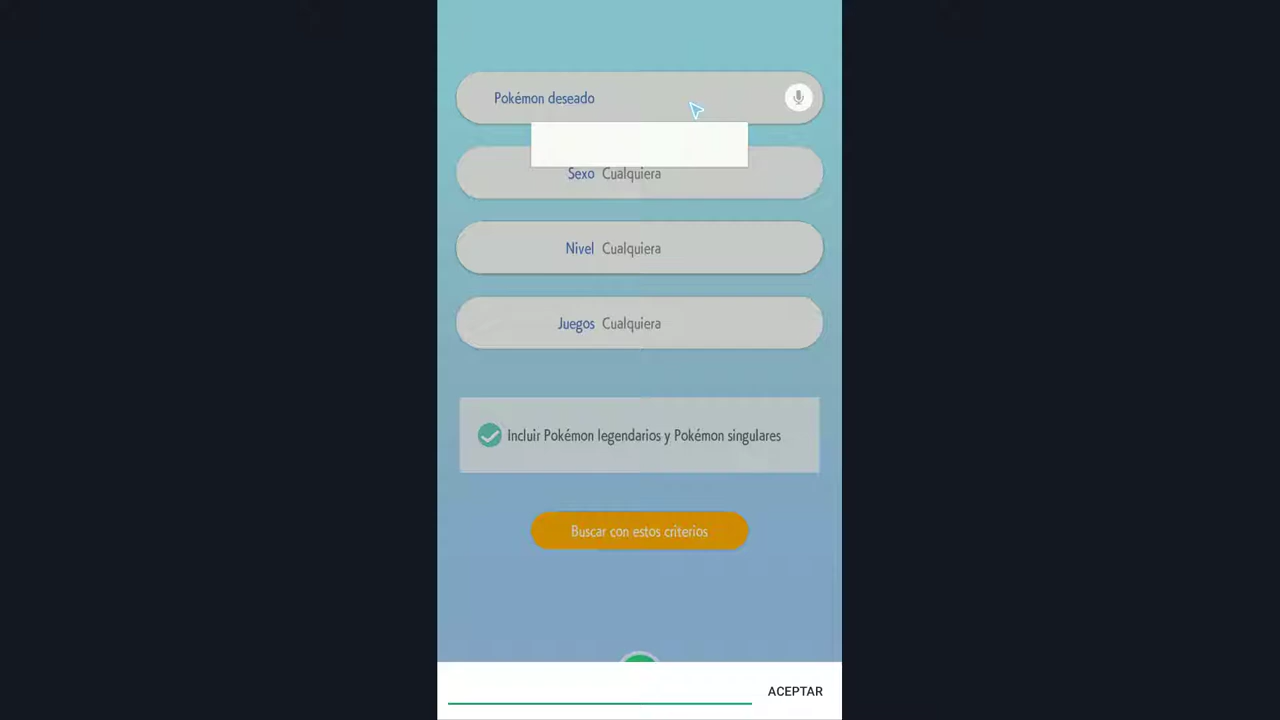 Pokémon deseado
Sexo Cualquiera
Nivel Cualquiera
Juegos Cualquiera
Incluir Pokémon legendarios y Pokémon singulares
Buscar con estos criterios
ACEPTAR